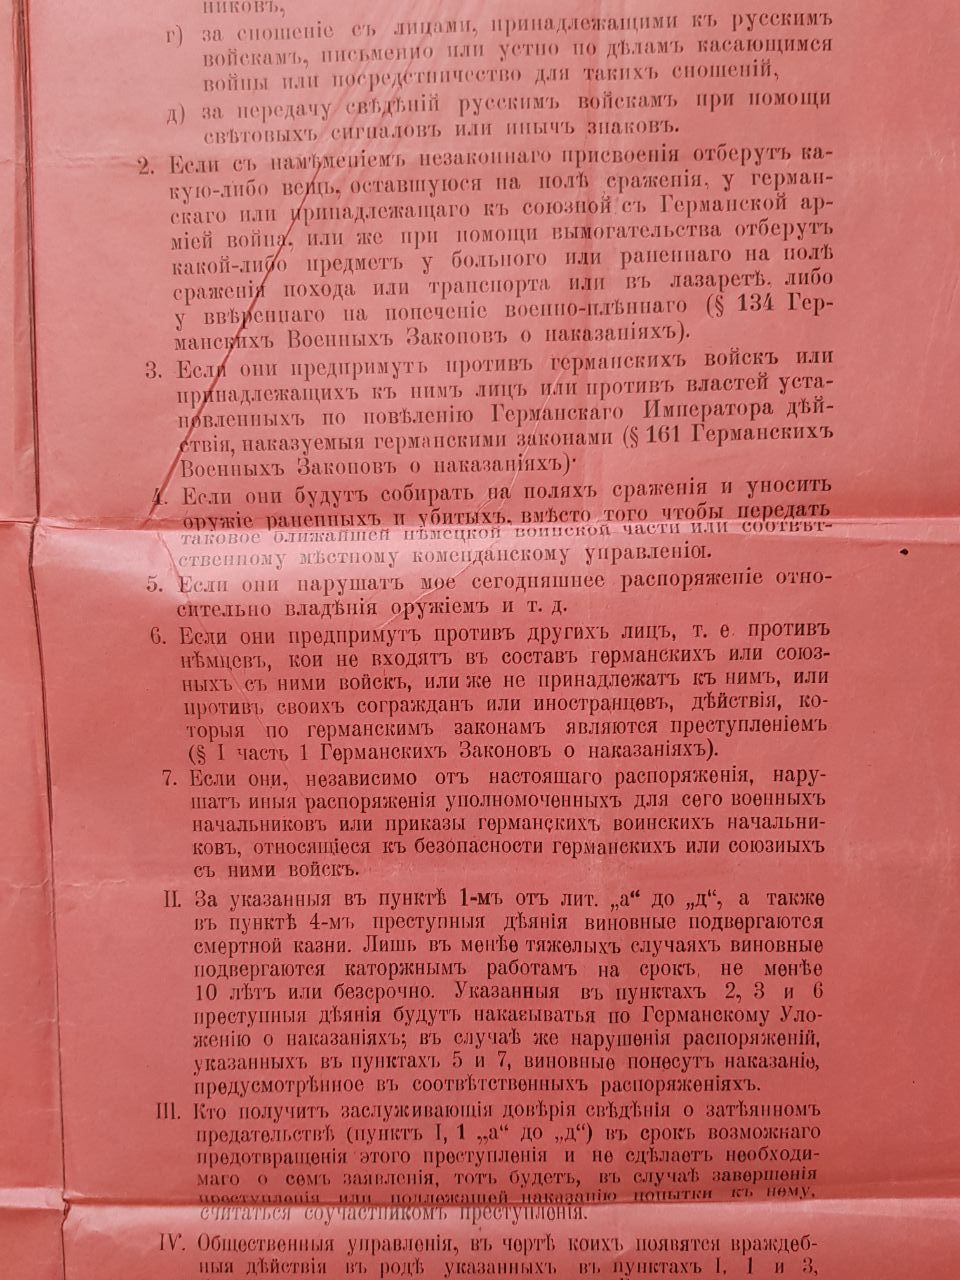 никовъ,
г) за сношеніе съ лицами, принадлежащими къ русскимъ
войскамъ, письменно или устно по дѣламъ касающимся
войны или посредстничество для такихъ сношеній,
д) за передачу свѣдѣній русскимъ войскамъ при помощи
свѣтовыхъ сигналовъ или иныхъ знаковъ.
2. Если съ намѣменіемъ незаконнаго присвоенія отберутъ ка-
кую-либо вещь, оставшуюся на полѣ сраженія, у герман-
скаго или принадлежащаго къ союзной съ Германской ар-
міей война, или же при помощи вымогательства отберутъ
какой-либо предметъ у больного или раненнаго на полѣ
сраженія похода или транспорта или въ лазаретѣ, либо
у ввѣреннаго на попеченіе военно-плѣннаго (§ 134 Гер-
манскихъ Военныхъ Законовъ о наказаніяхъ).
3. Если они предпримутъ противъ германскихъ войскъ или
принадлежащихъ къ нимъ лицъ или противъ властей уста-
новленныхъ по повѣленію Германскаго Императора дѣй-
ствія, наказуемыя германскими законами (§ 161 Германскихъ
Военныхъ Законовъ о наказаніяхъ).
4. Если они будутъ собирать на поляхъ сраженія и уносить
оружіе раненныхъ и убитыхъ, вмѣсто того чтобы передать
таковое ближайшей нѣмецкой воинской части или соотвѣт-
ственному мѣстному коменданскому управленію.
5. Если они нарушатъ мое сегодняшнее распоряженіе отно-
сительно владѣнія оружіемъ и т. д.
6. Если они предпримутъ противъ другихъ лицъ, т. е. противъ
нѣмцевъ, кои не входятъ въ составъ германскихъ или союз-
ныхъ съ ними войскъ, или же не принадлежатъ къ нимъ, или
противъ своихъ согражданъ или иностранцевъ, дѣйствія, ко-
торыя по германскимъ законамъ являются преступленіемъ
(§ I часть 1 Германскихъ Законовъ о наказаніяхъ).
7. Если они, независимо отъ настоящаго распоряженія, нару-
шатъ иныя распоряженія уполномоченныхъ для сего военныхъ
начальниковъ или приказы германскихъ воинскихъ начальни-
ковъ, относящіеся къ безопасности германскихъ или союзныхъ
съ ними войскъ.
II. За указанныя въ пунктѣ 1-мъ отъ лит. „а“ до „д“, а также
въ пунктѣ 4-мъ преступныя дѣянія виновные подвергаются
смертной казни. Лишь въ менѣе тяжелыхъ случаяхъ виновные
подвергаются каторжнымъ работамъ на срокъ, не менѣе
10 лѣтъ или безсрочно. Указанныя въ пунктахъ 2, 3 и 6
преступныя дѣянія будутъ наказыватья по Германскому Уло-
женію о наказаніяхъ; въ случаѣ же нарушенія распоряженій,
указанныхъ въ пунктахъ 5 и 7, виновные понесутъ наказаніе,
предусмотрѣнное въ соотвѣтственныхъ распоряженіяхъ.
III. Кто получитъ заслуживающія довѣрія свѣдѣнія о затѣянномъ
предательствѣ (пунктъ I, 1 „а“ до „д“) въ срокъ возможнаго
предотвращенія этого преступленія и не сдѣлаетъ необходи-
маго о семъ заявленія, тотъ будетъ, въ случаѣ завершенія
преступленія или подлежащей наказанію попытки къ нему,
считаться соучастникомъ преступленія.
IV. Общественныя управленія, въ чертѣ коихъ появятся враждеб-
ныя дѣйствія въ родѣ указанныхъ въ пунктахъ I, 1 и 3,